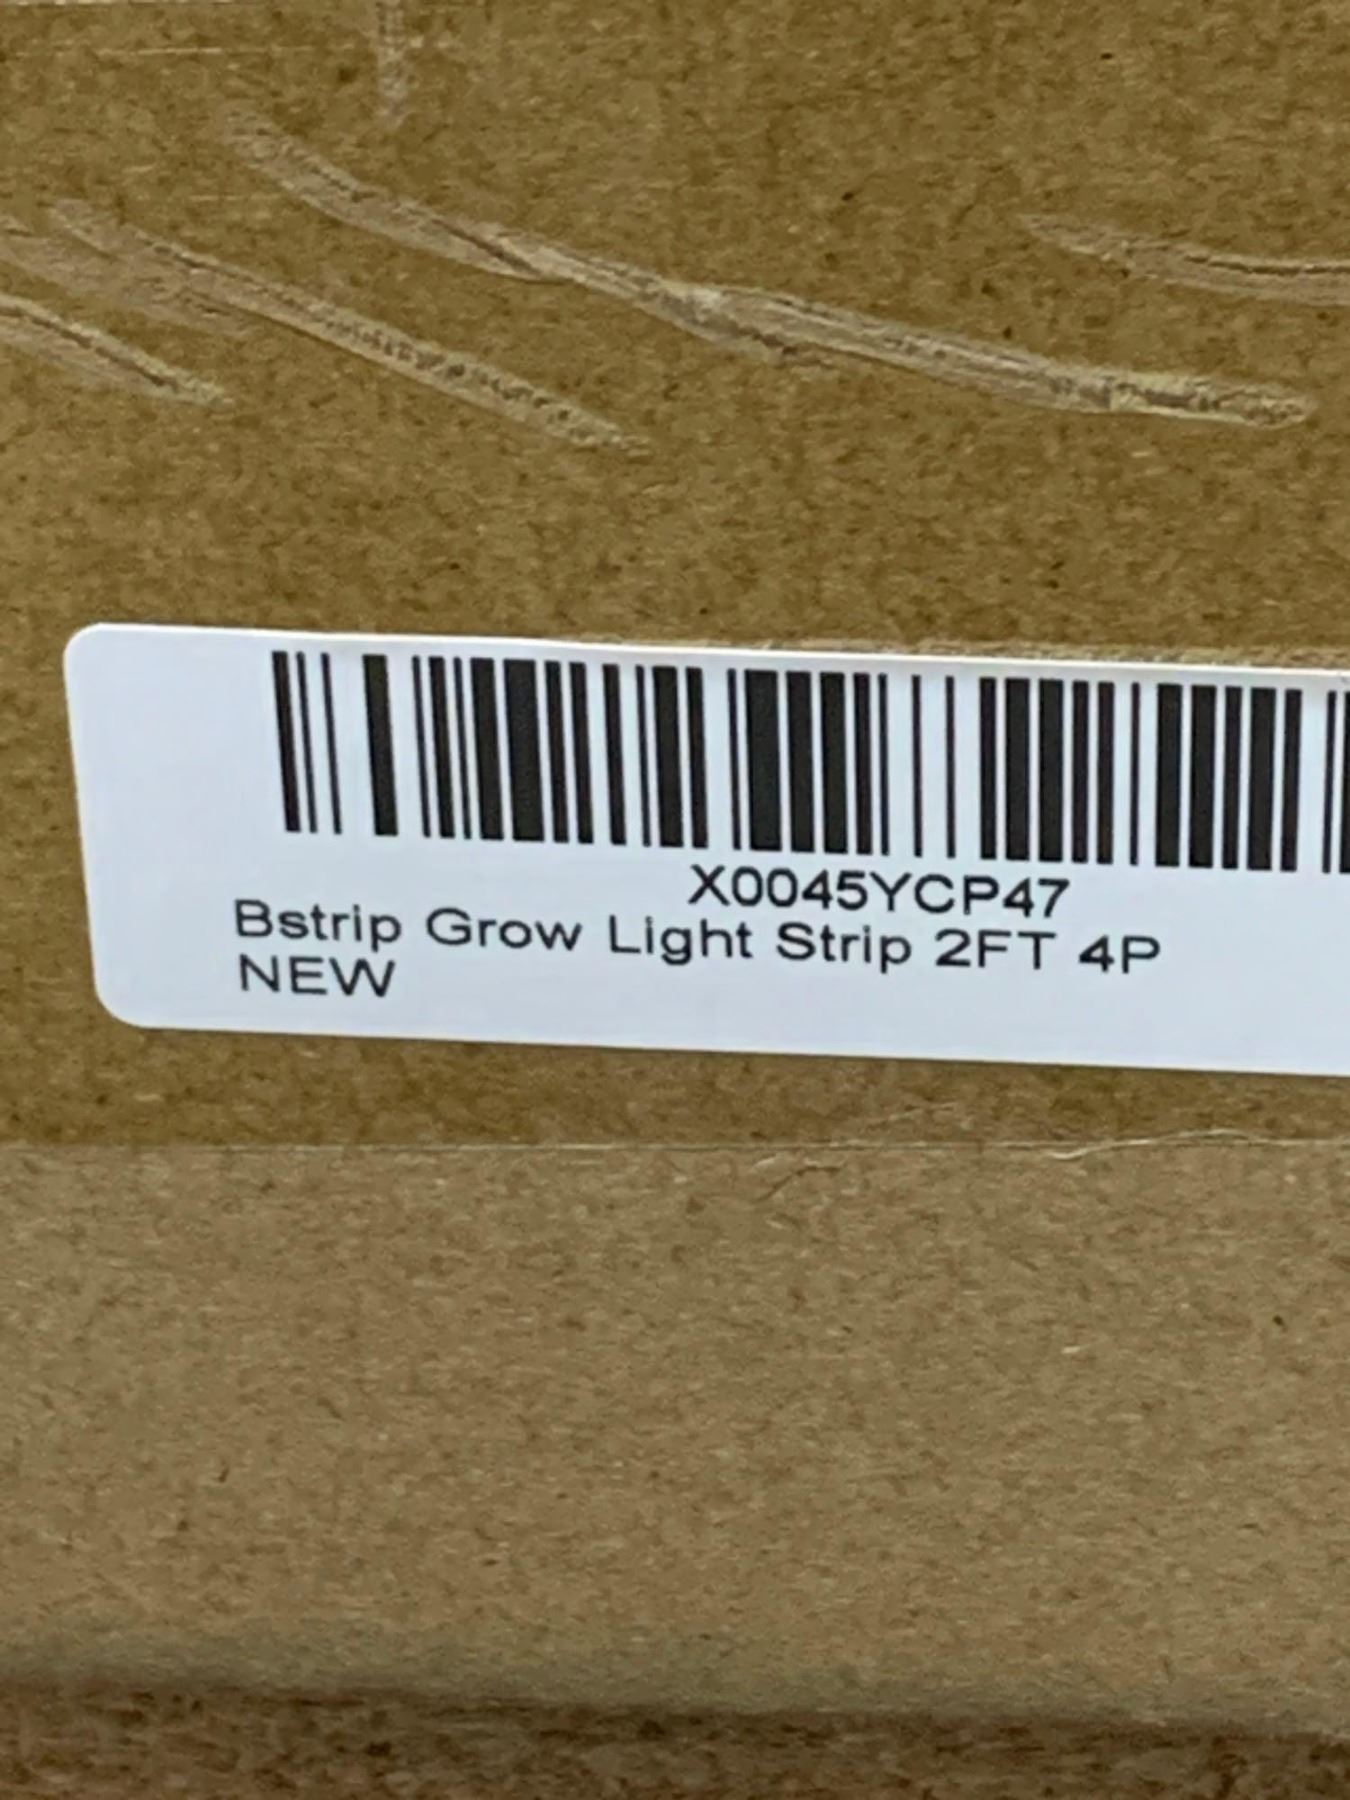 X0045YCP47
Bstrip Grow Light Strip 2FT 4P
NEW